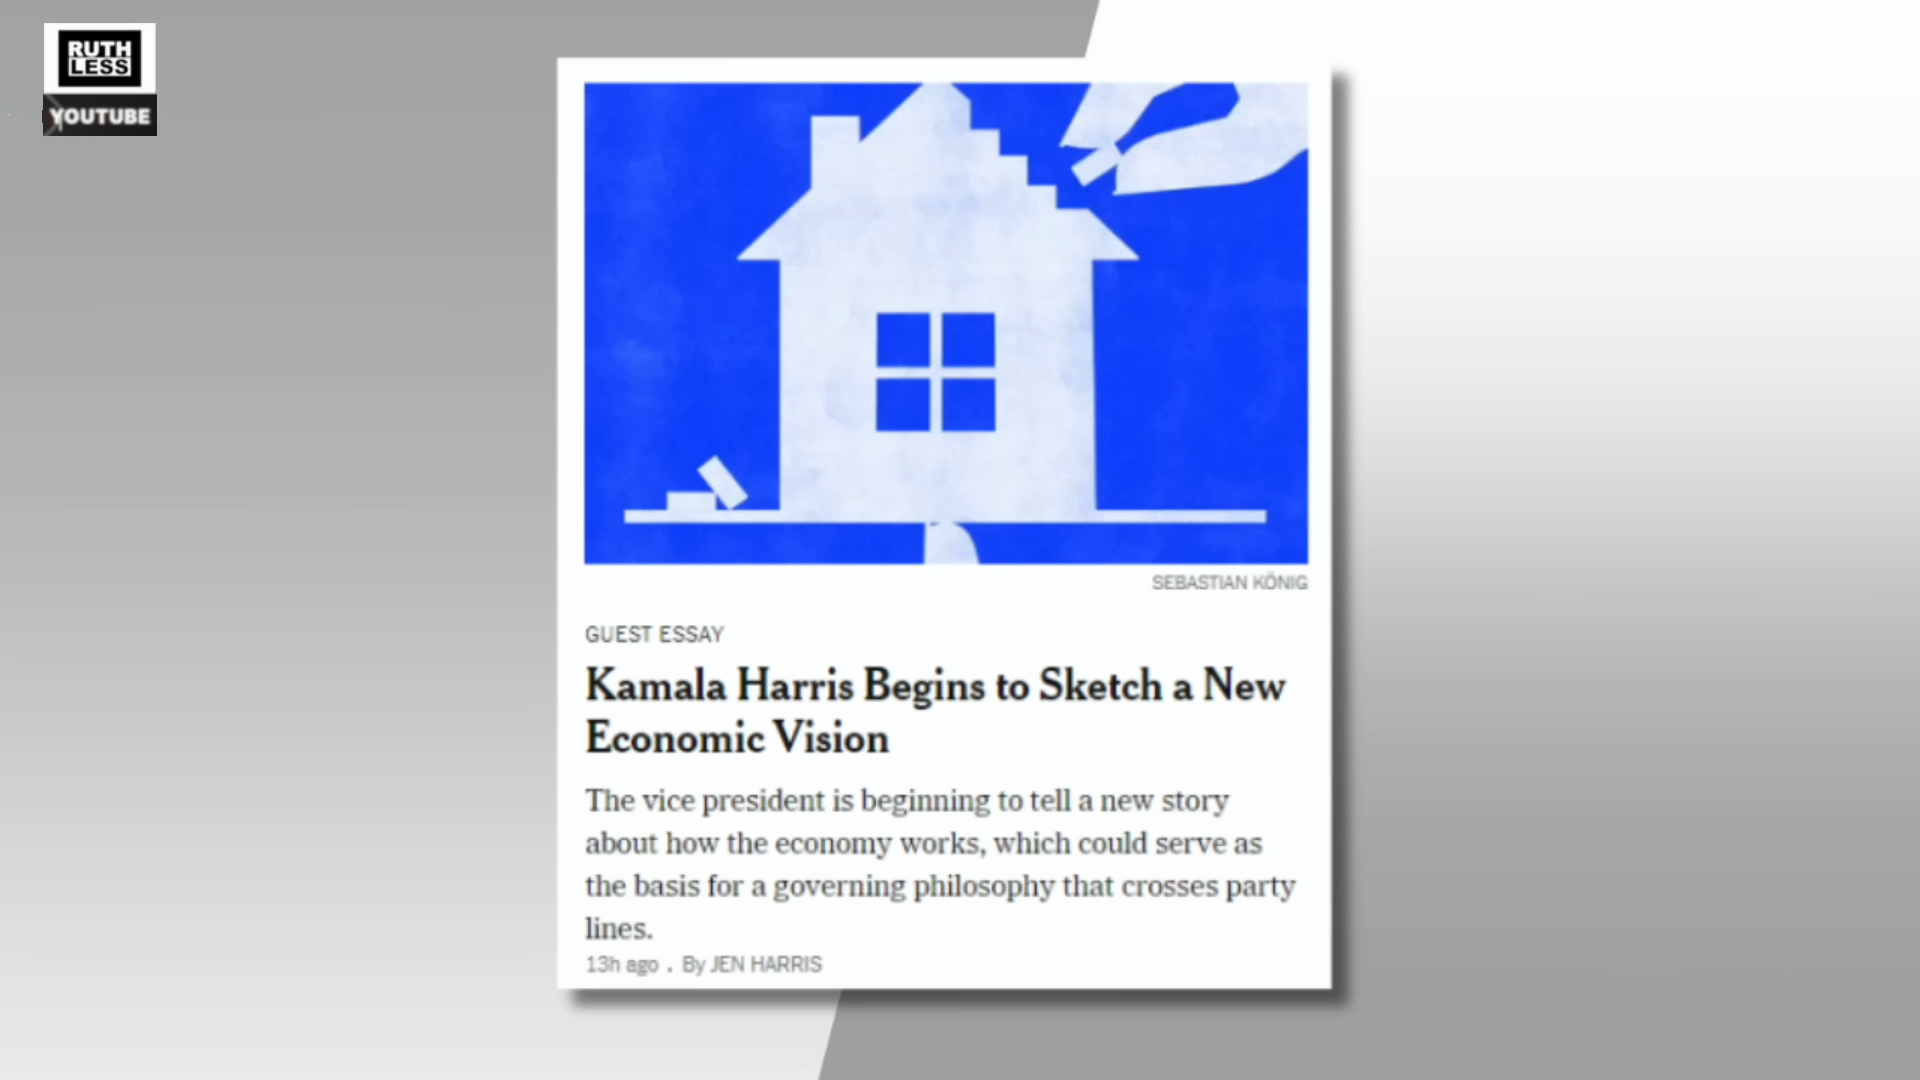 RUTH
LESS
YOUTUBE
SEBASTIAN KÖNIG
GUEST ESSAY
Kamala Harris Begins to Sketch a New
Economic Vision
The vice president is beginning to tell a new story
about how the economy works, which could serve as
the basis for a governing philosophy that crosses party
lines.
13h ago . By JEN HARRIS